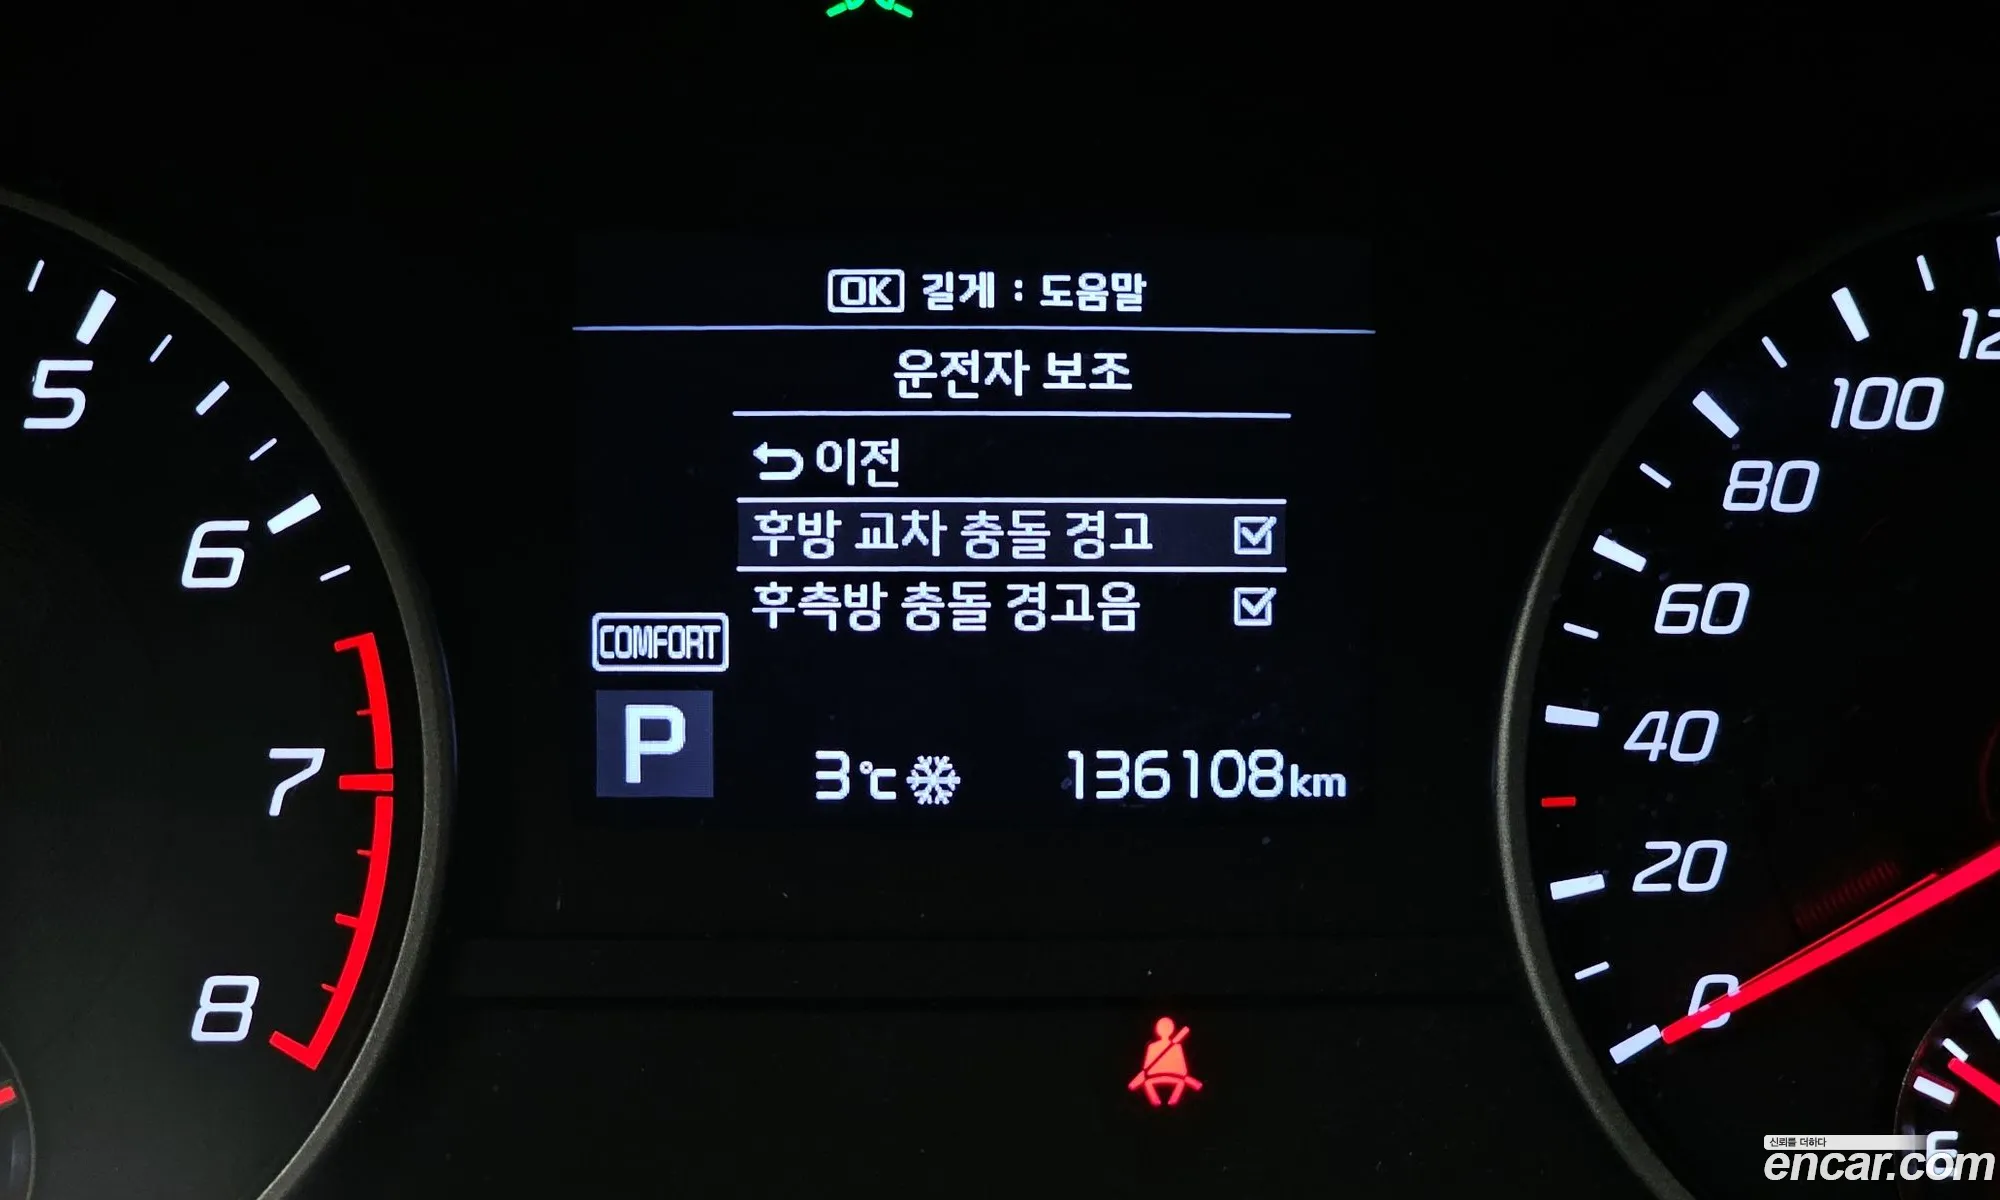 OK 길게 : 도움말
운전자 보조
이전
후방 교차 충돌 경고
후측방 충돌 경고음
COMFORT
P
3℃
136108km
5
6
7
8
100
80
60
40
20
0
6
신뢰를 더하다
encar.com